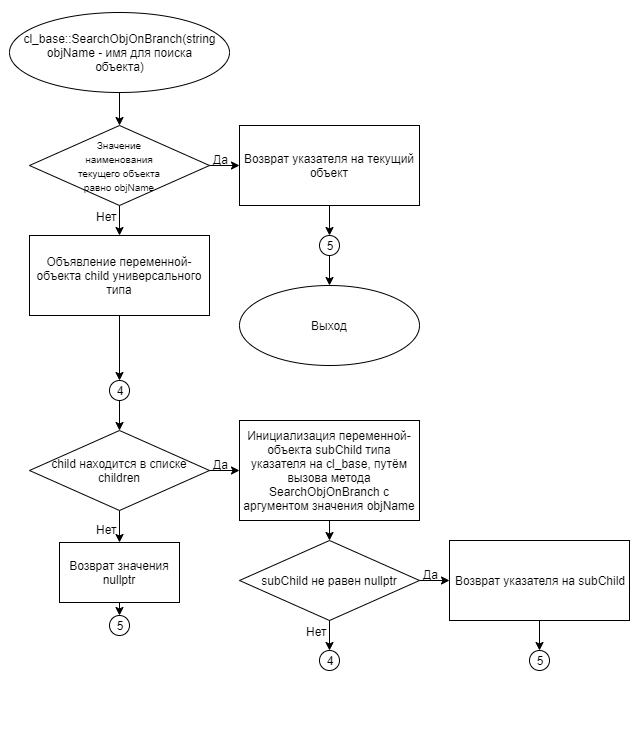 cl_base::SearchObjOnBranch(string
objName - имя для поиска
объекта)
Значение
наименования
текущего объекта
равно objName
Да
Возврат указателя на текущий
объект
Нет
5
Объявление переменной-
объекта child универсального
типа
Выход
4
child находится в списке
children
Да
Инициализация переменной-
объекта subChild типа
указателя на cl_base, путём
вызова метода
SearchObjOnBranch с
аргументом значения objName
Нет
Возврат значения
nullptr
5
subChild не равен nullptr
Да
Возврат указателя на subChild
Нет
4
5